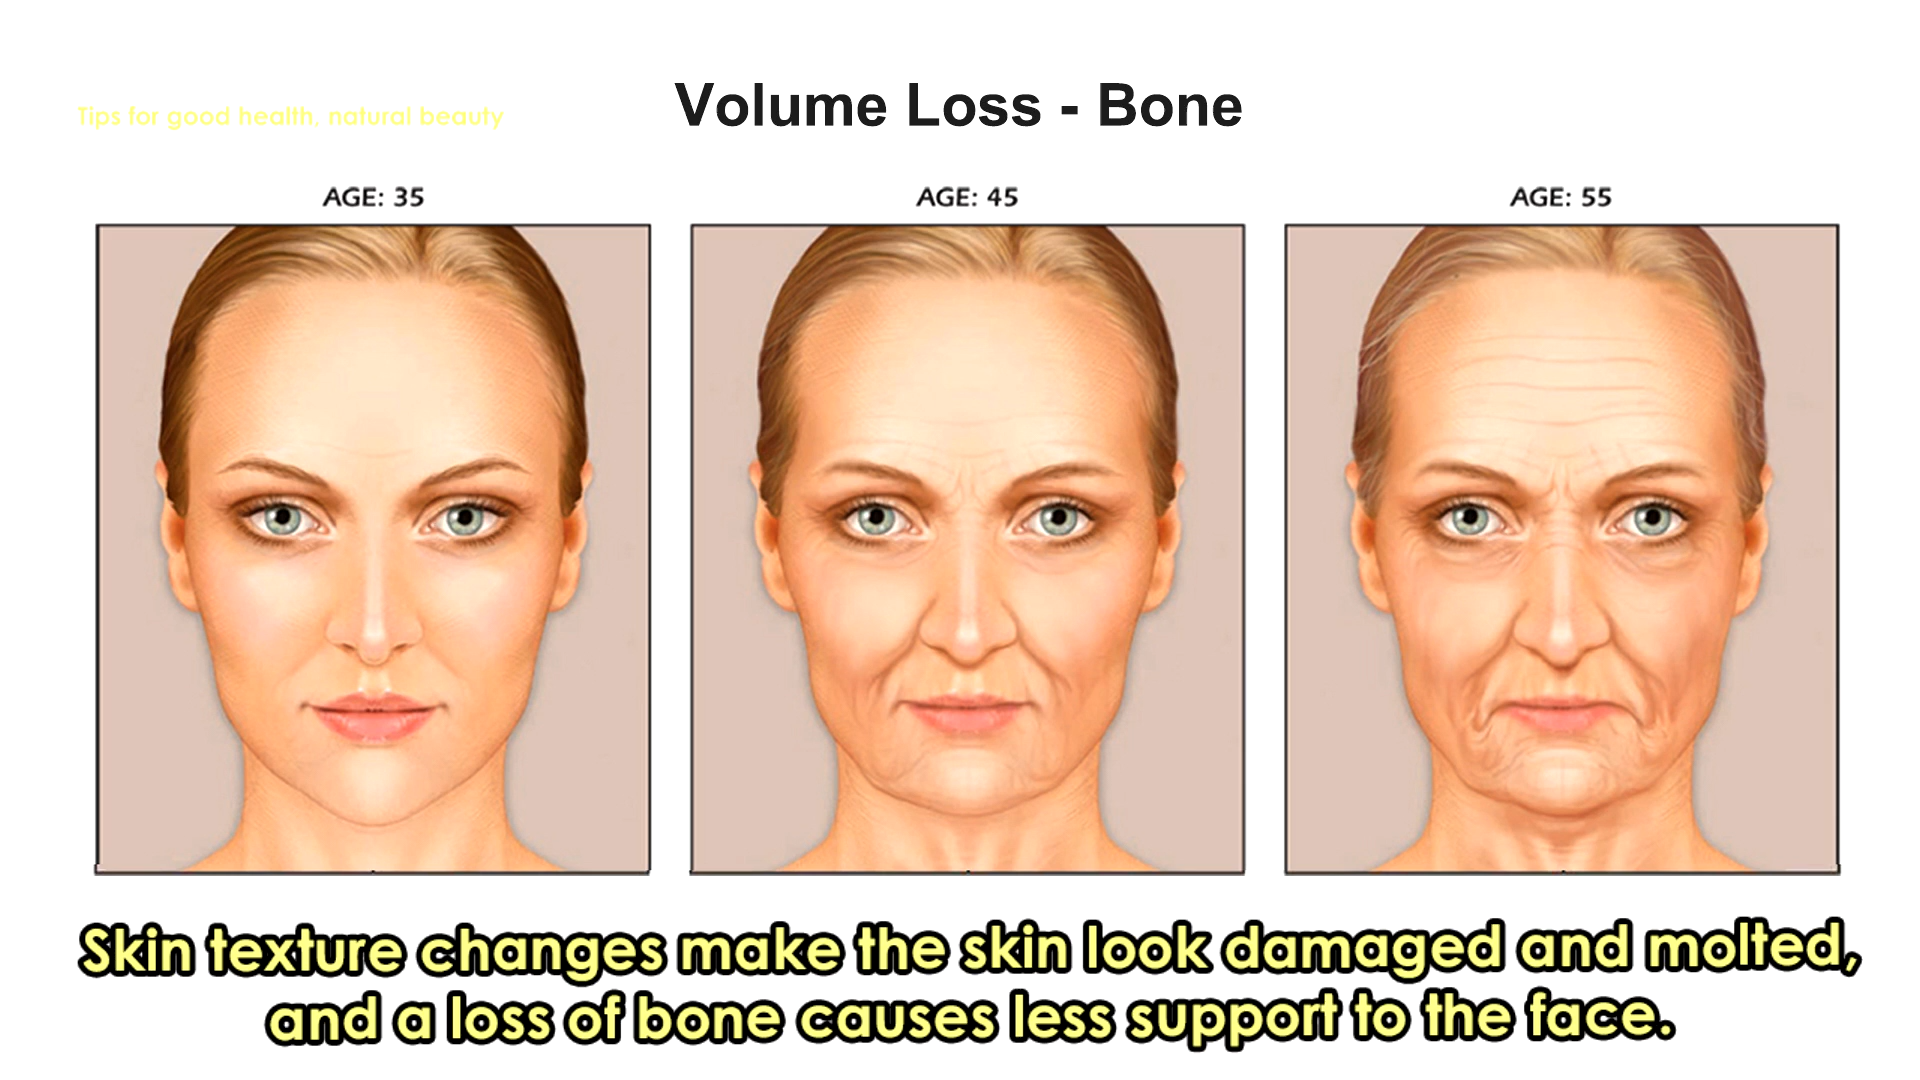 Tips for good health, natural beauty
Volume Loss - Bone
AGE: 35
AGE: 45
AGE: 55
Skin texture changes make the skin look damaged and molted,
and a loss of bone causes less support to the face.